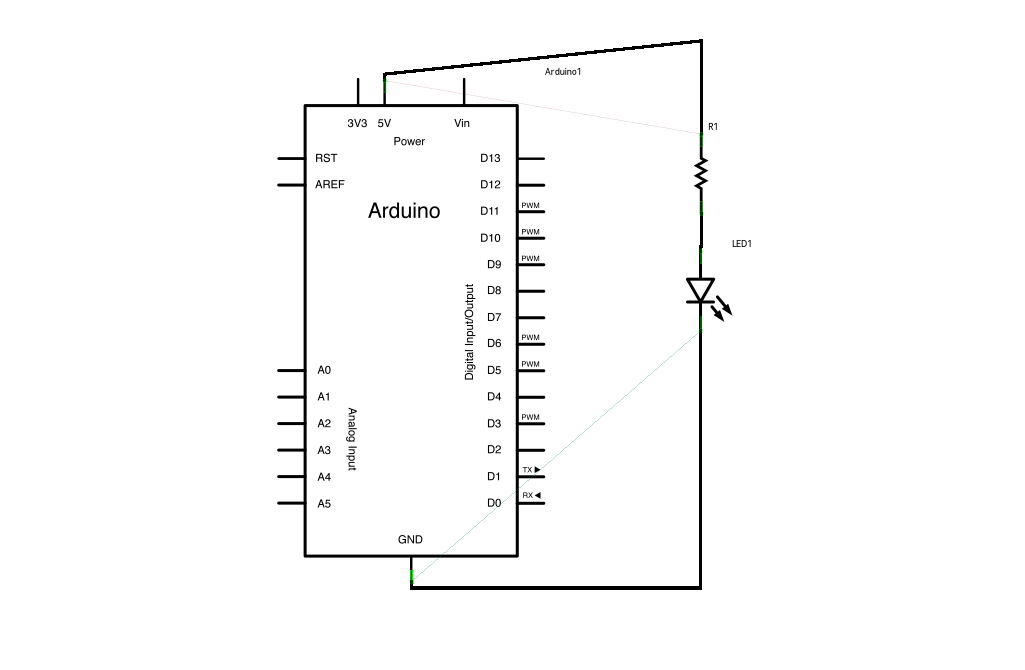 Arduino1
3V3 5V Vin
Power
R1
RST D13
AREF D12
Arduino
D11 PWM
D10 PWM
LED1
D9 PWM
D8
D7
Digital Input/Output
D6 PWM
A0 D5 PWM
A1 D4
A2 D3 PWM
Analog Input
A3 D2
TX
A4 D1
RX
A5 D0
GND